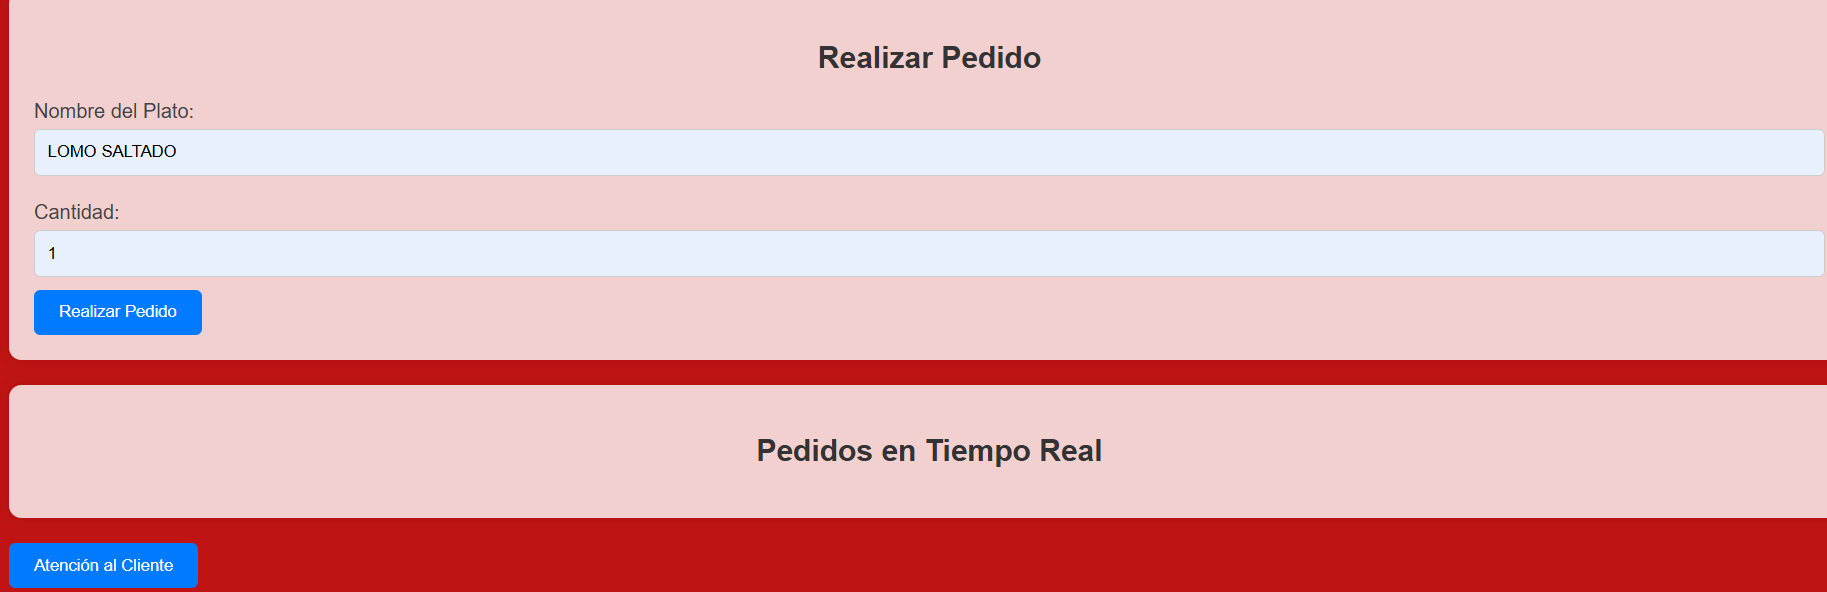 Realizar Pedido
Nombre del Plato:
LOMO SALTADO
Cantidad:
1
Realizar Pedido
Pedidos en Tiempo Real
Atención al Cliente